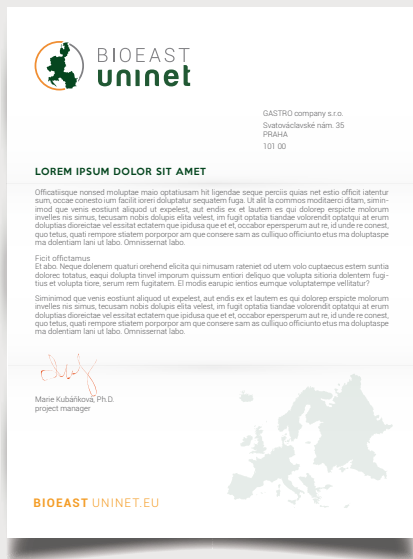 BIOEAST
uninet
GASTRO company s.r.o.
Svatováclavské nám. 35
PRAHA
101 00
LOREM IPSUM DOLOR SIT AMET
Officatiisque nonsed moluptae maio optatiusam hit ligendae seque perciis quias net estio officit iatentur
sum, occae conesto ium facilit ioreri doluptatur sequatem fuga. Ut alit la commos moditaerci ditam, simin-
imod que venis eostiunt aliquod ut expelest, aut endis ex et lautem es qui dolorep erspicte molorum
invelles nis simus, tecusam nobis dolupis elita velest, im fugit optatia tiandae volorendit optatqui at erum
doluptias dioreictae vel essitat ectatem que ipidusa que et et, occabor epersperum aut re, id unde re conest,
quo tetus, quati rempore stiatem porporpor am que consere sam as culliquo officiunto etus ma doluptaspe
ma dolentiam lani ut labo. Omnissernat labo.
Ficit offictamus
Et abo. Neque dolenem quaturi orehend elicita qui nimusam rateniet od utem volo cuptaecus estem suntia
dolorec totatus, eaqui dolupta tinvel imporum quissum entiori deliquo que volupta sitioria dolentem fugi-
tius et volupta tiore, serum rem fugitatem. El modis earupic ientios eumque voluptatempe vellitatur?
Siminimod que venis eostiunt aliquod ut expelest, aut endis ex et lautem es qui dolorep erspicte molorum
invelles nis simus, tecusam nobis dolupis elita velest, im fugit optatia tiandae volorendit optatqui at erum
doluptias dioreictae vel essitat ectatem que ipidusa que et et, occabor epersperum aut re, id unde re conest,
quo tetus, quati rempore stiatem porporpor am que consere sam as culliquo officiunto etus ma doluptaspe
ma dolentiam lani ut labo. Omnissernat labo.
Marie Kubáňková, Ph.D.
project manager
BIOEAST UNINET.EU